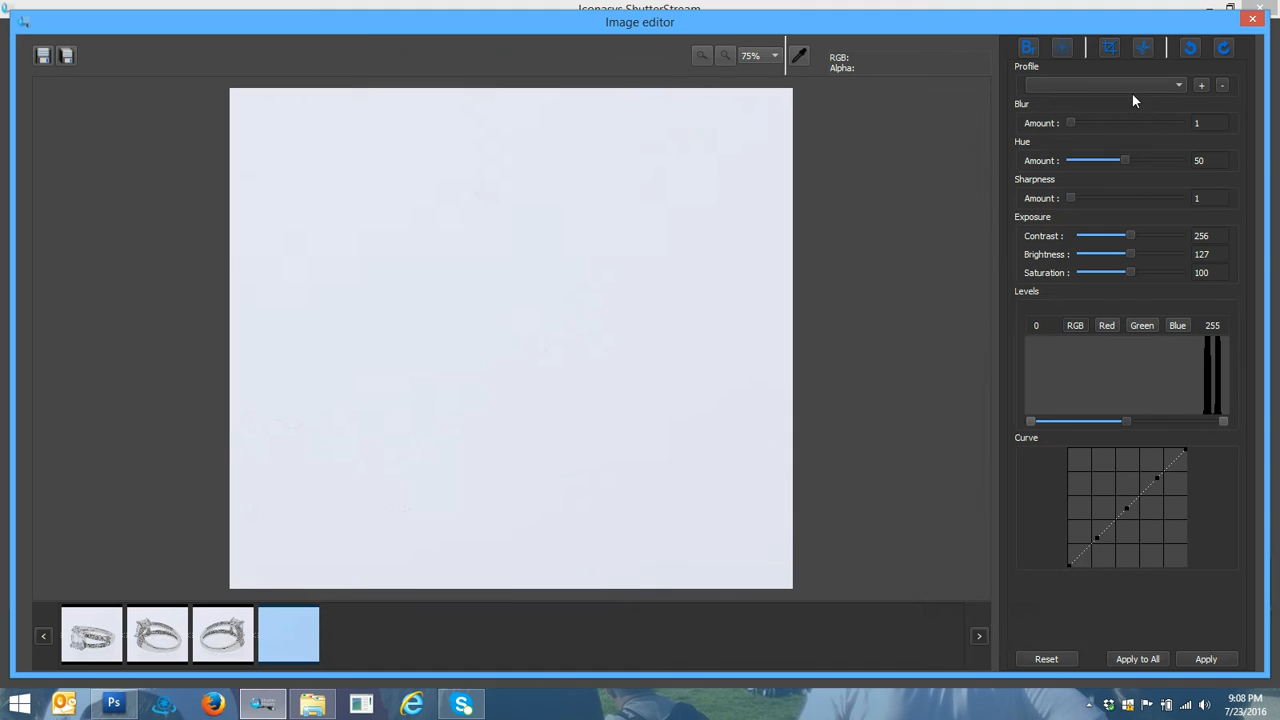 Iconasys ShutterStream
Image editor
75%
RGB:
Alpha:
Br
Profile
+ -
Blur
Amount : 1
Hue
Amount : 50
Sharpness
Amount : 1
Exposure
Contrast : 256
Brightness : 127
Saturation : 100
Levels
0 RGB Red Green Blue 255
Curve
< >
Reset Apply to All Apply
Ps
9:08 PM
7/23/2016